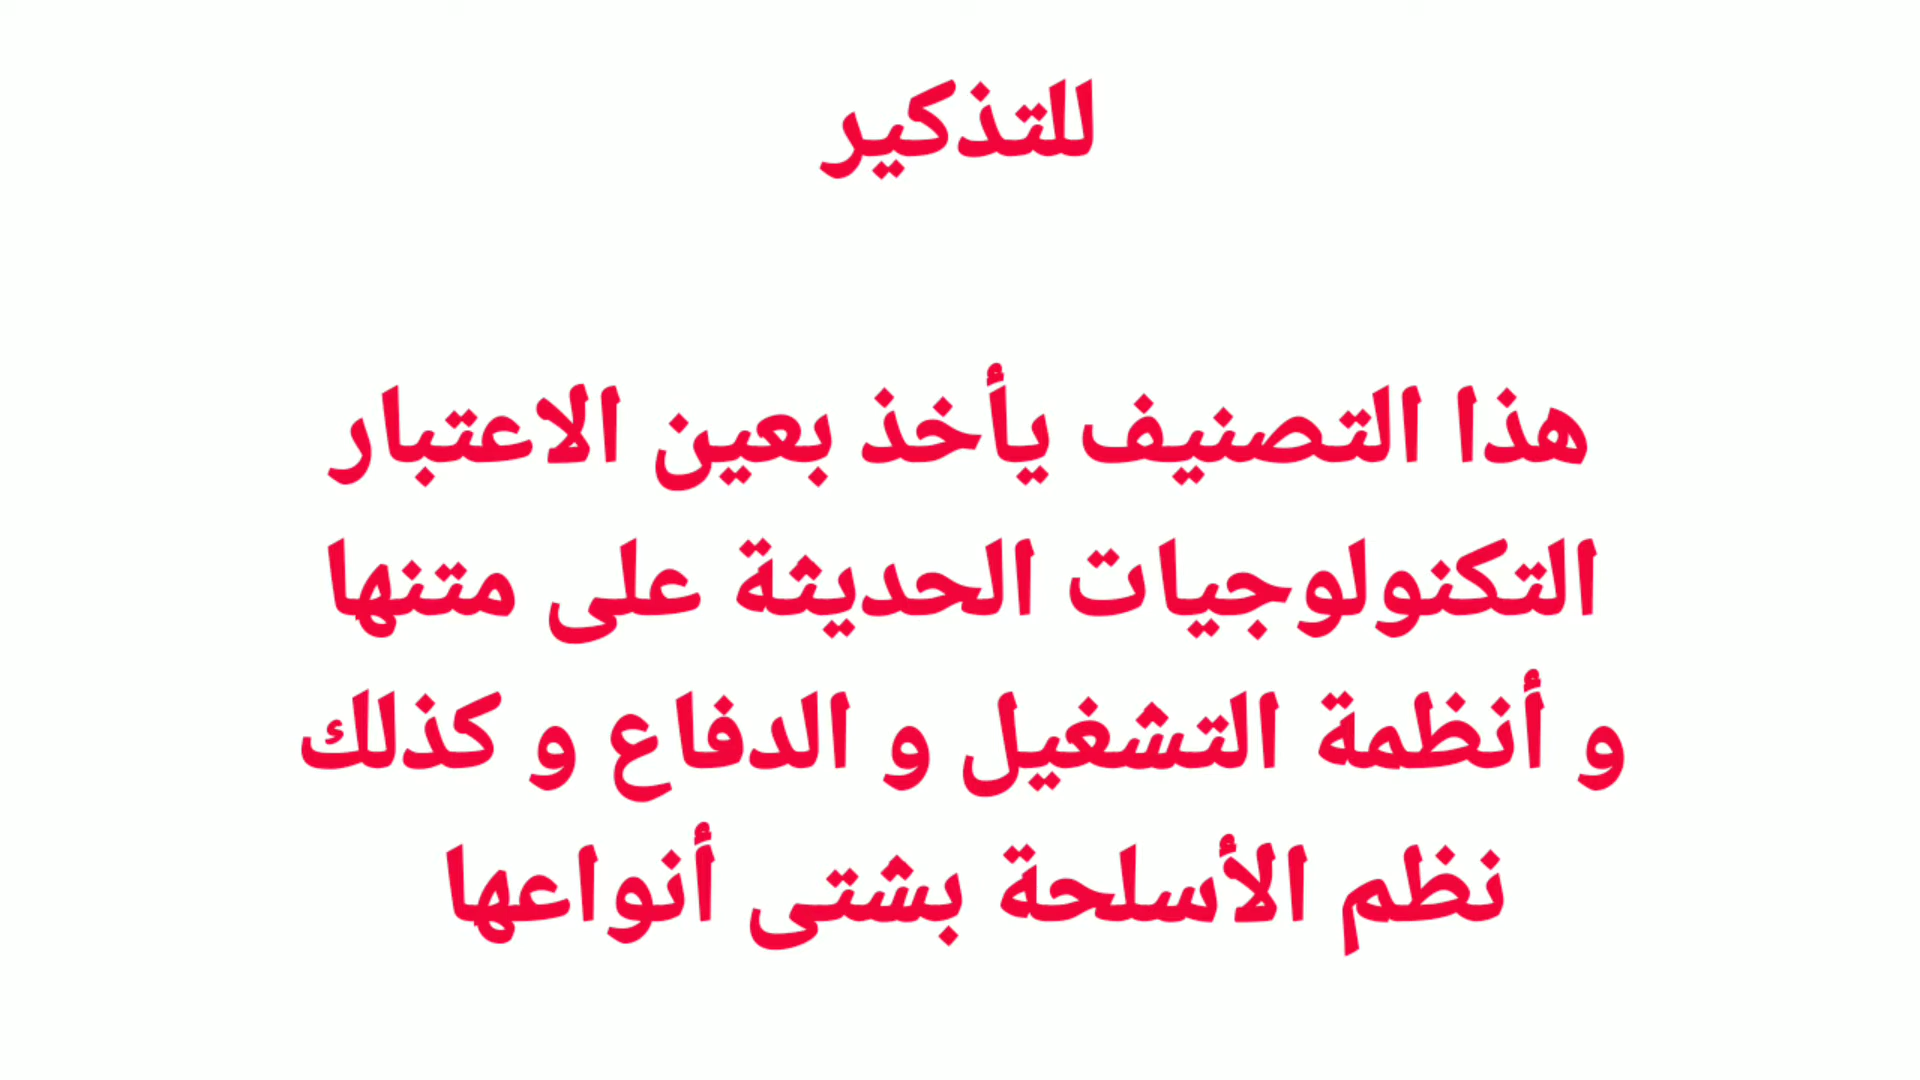 للتذكير
هذا التصنيف يأخذ بعين الاعتبار
التكنولوجيات الحديثة على متنها
و أنظمة التشغيل و الدفاع و كذلك
نظم الأسلحة بشتى أنواعها